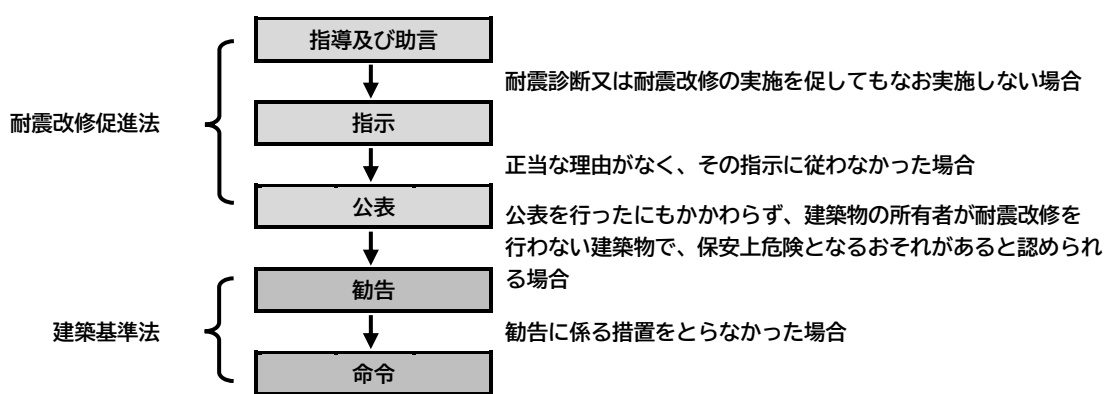 指導及び助言
耐震診断又は耐震改修の実施を促してもなお実施しない場合
耐震改修促進法
指示
正当な理由がなく、その指示に従わなかった場合
公表
公表を行ったにもかかわらず、建築物の所有者が耐震改修を
行わない建築物で、保安上危険となるおそれがあると認められ
る場合
勧告
建築基準法
勧告に係る措置をとらなかった場合
命令